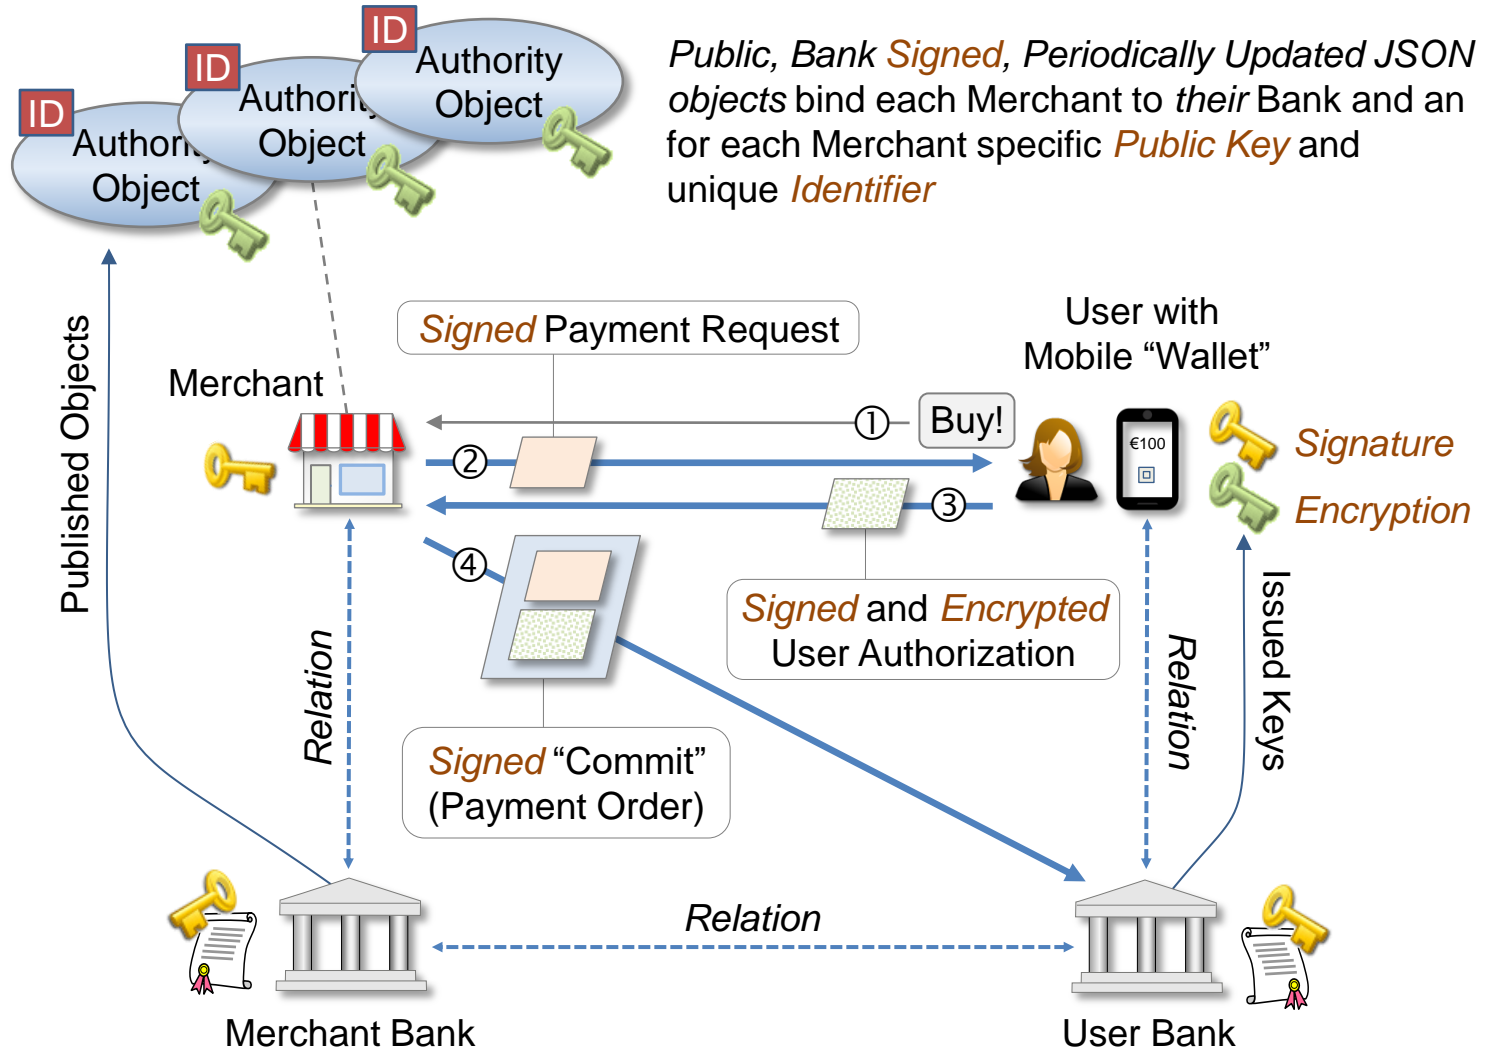 ID
Authority
Object
ID
Authority
Object
ID
Authority
Object
Public, Bank Signed, Periodically Updated JSON
objects bind each Merchant to their Bank and an
for each Merchant specific Public Key and
unique Identifier
Published Objects
Signed Payment Request
User with
Mobile “Wallet”
Merchant
①
Buy!
€100
Signature
②
③
Encryption
④
Signed and Encrypted
User Authorization
Issued Keys
Relation
Relation
Signed “Commit”
(Payment Order)
Relation
Merchant Bank
User Bank